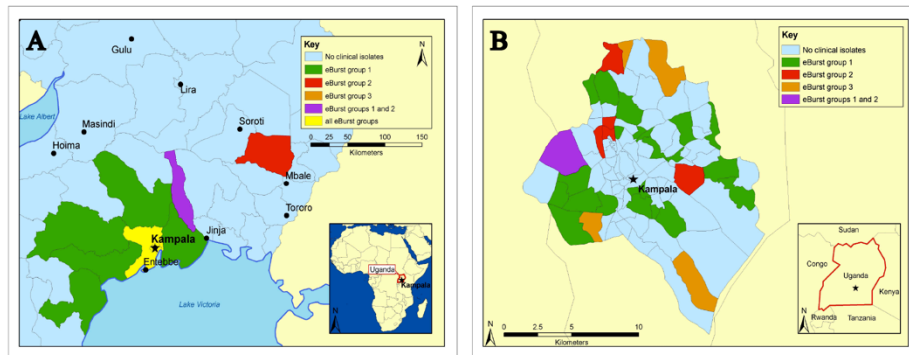 A
Gulu
Lira
Lake Albert
Masindi
Hoima
Soroti
Mbale
Tororo
Kampala
Jinja
Entebbe
Lake Victoria
Key
No clinical isolates
eBurst group 1
eBurst group 2
eBurst group 3
eBurst groups 1 and 2
all eBurst groups
N
0 25 50 100 150
Kilometers
Uganda
Kampala
N
B
Key
No clinical isolates
eBurst group 1
eBurst group 2
eBurst group 3
eBurst groups 1 and 2
Kampala
N
0 5 10
Kilometers
Sudan
Congo
Uganda
Kenya
Rwanda
Tanzania
N